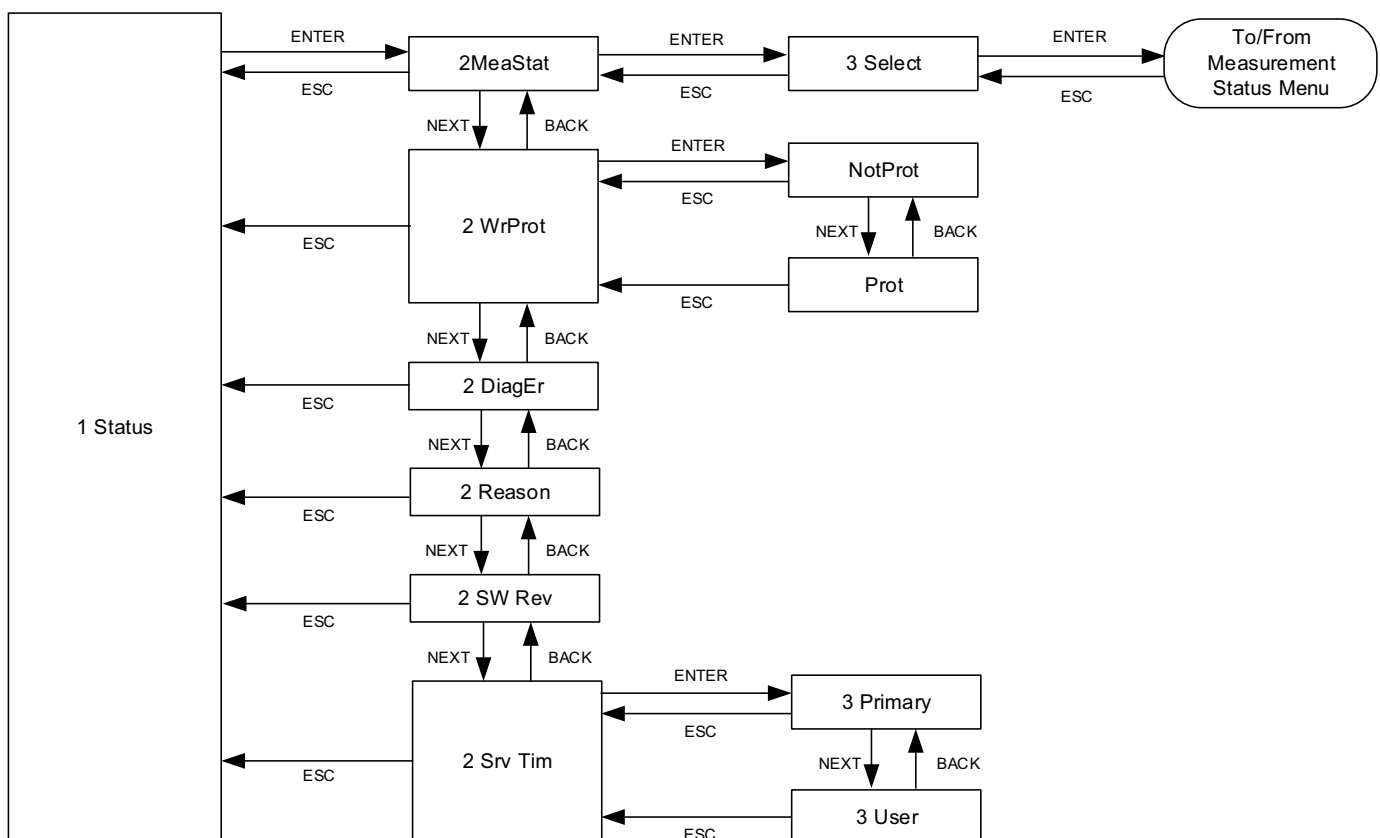 ENTER
2MeaStat
ENTER
3 Select
ENTER
To/From
Measurement
Status Menu
ESC
ESC
ESC
NEXT
BACK
ENTER
NotProt
ESC
2 WrProt
ESC
NEXT
BACK
Prot
ESC
NEXT
BACK
2 DiagEr
ESC
1 Status
NEXT
BACK
2 Reason
ESC
NEXT
BACK
2 SW Rev
ESC
NEXT
BACK
ENTER
3 Primary
ESC
2 Srv Tim
ESC
NEXT
BACK
3 User
ESC